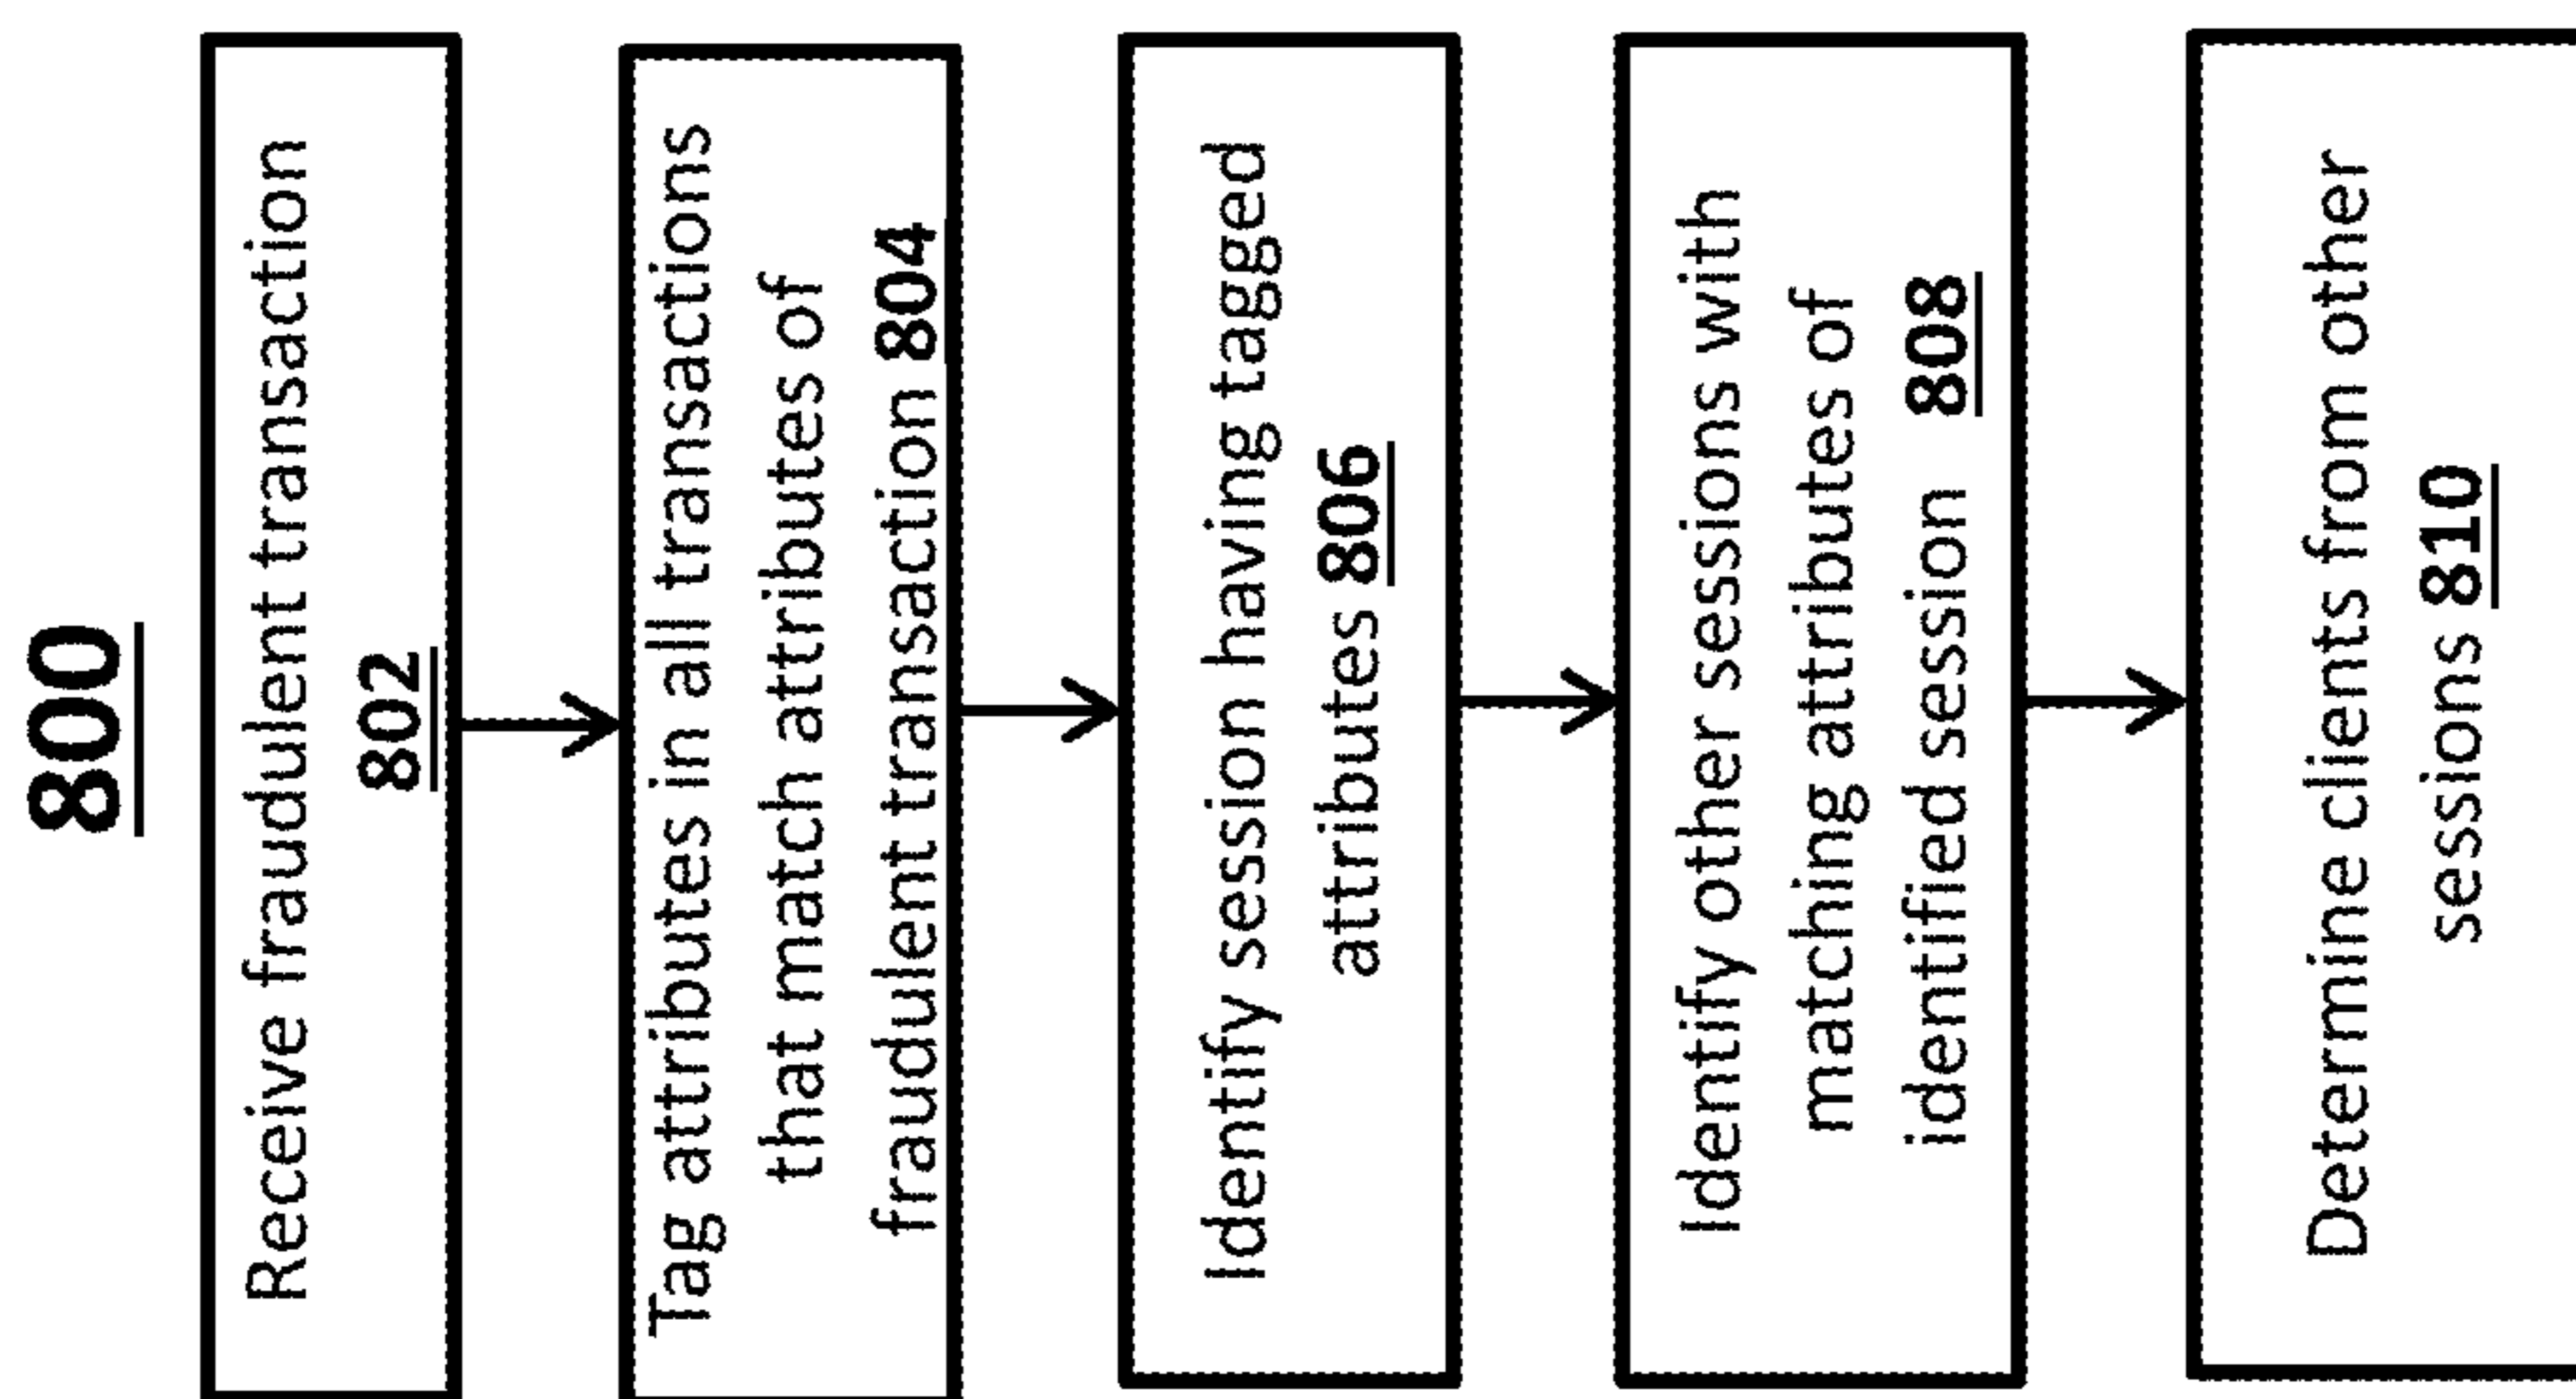 800
Receive fraudulent transaction
802
Tag attributes in all transactions
that match attributes of
fraudulent transaction 804
Identify session having tagged
attributes 806
Identify other sessions with
matching attributes of
identified session 808
Determine clients from other
sessions 810